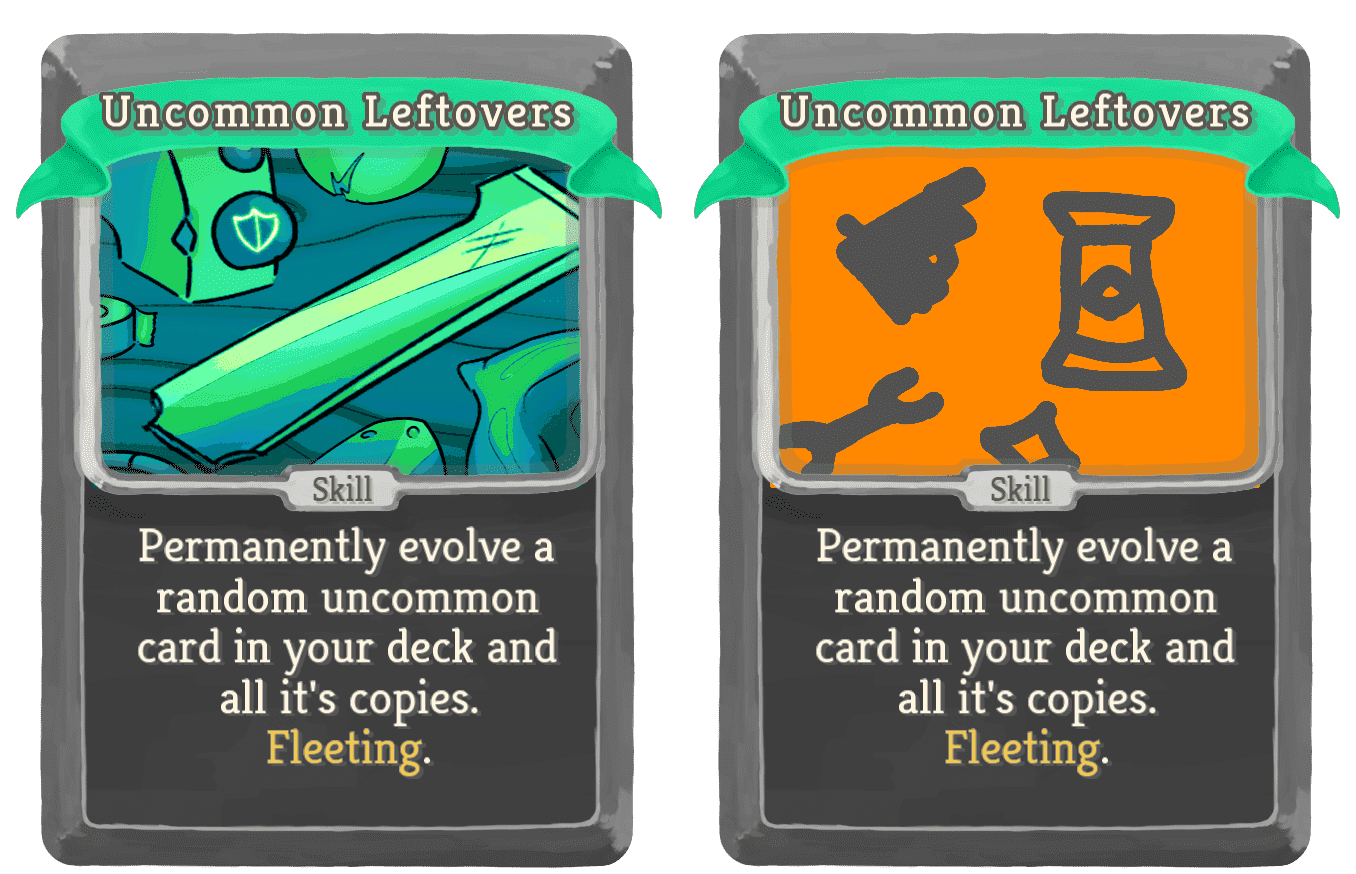 Uncommon Leftovers
Skill
Permanently evolve a
random uncommon
card in your deck and
all it's copies.
Fleeting.
Uncommon Leftovers
Skill
Permanently evolve a
random uncommon
card in your deck and
all it's copies.
Fleeting.